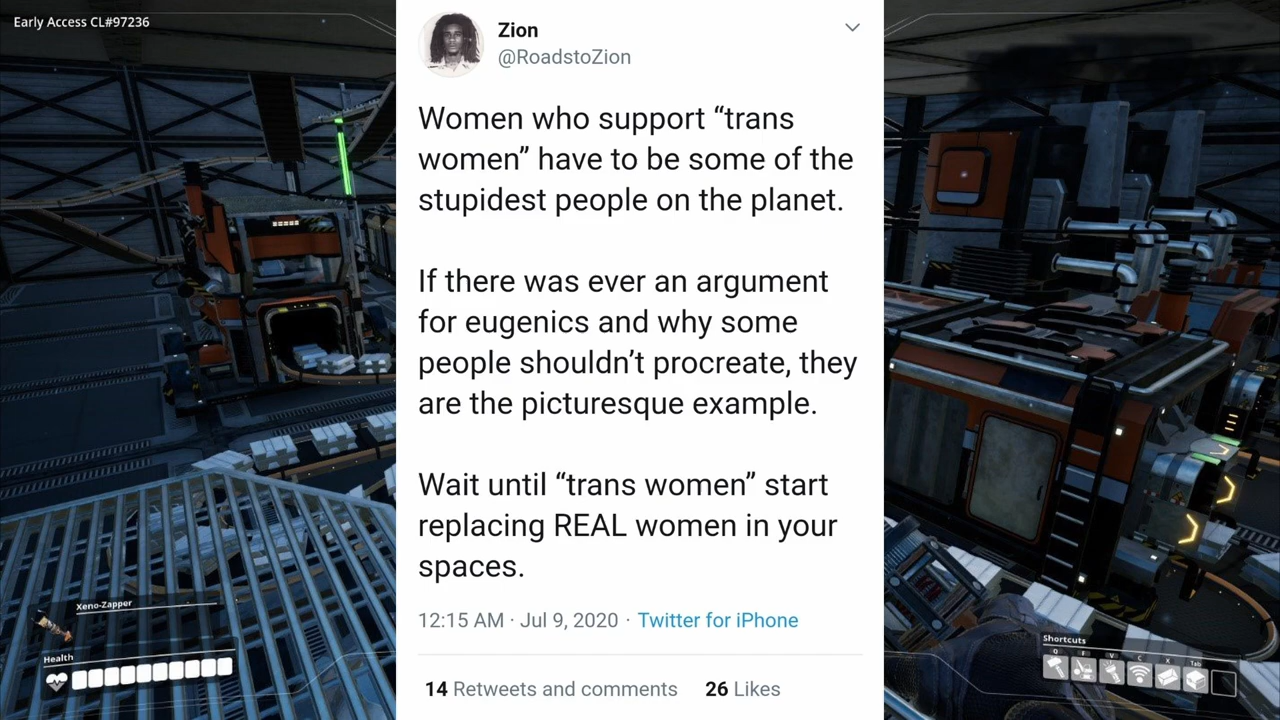 Early Access CL#97236
Zion
@RoadstoZion
Women who support “trans
women” have to be some of the
stupidest people on the planet.
If there was ever an argument
for eugenics and why some
people shouldn’t procreate, they
are the picturesque example.
Wait until “trans women” start
replacing REAL women in your
spaces.
12:15 AM · Jul 9, 2020 · Twitter for iPhone
14 Retweets and comments 26 Likes
Xeno-Zapper
Health
Shortcuts
Q F V C X Tab